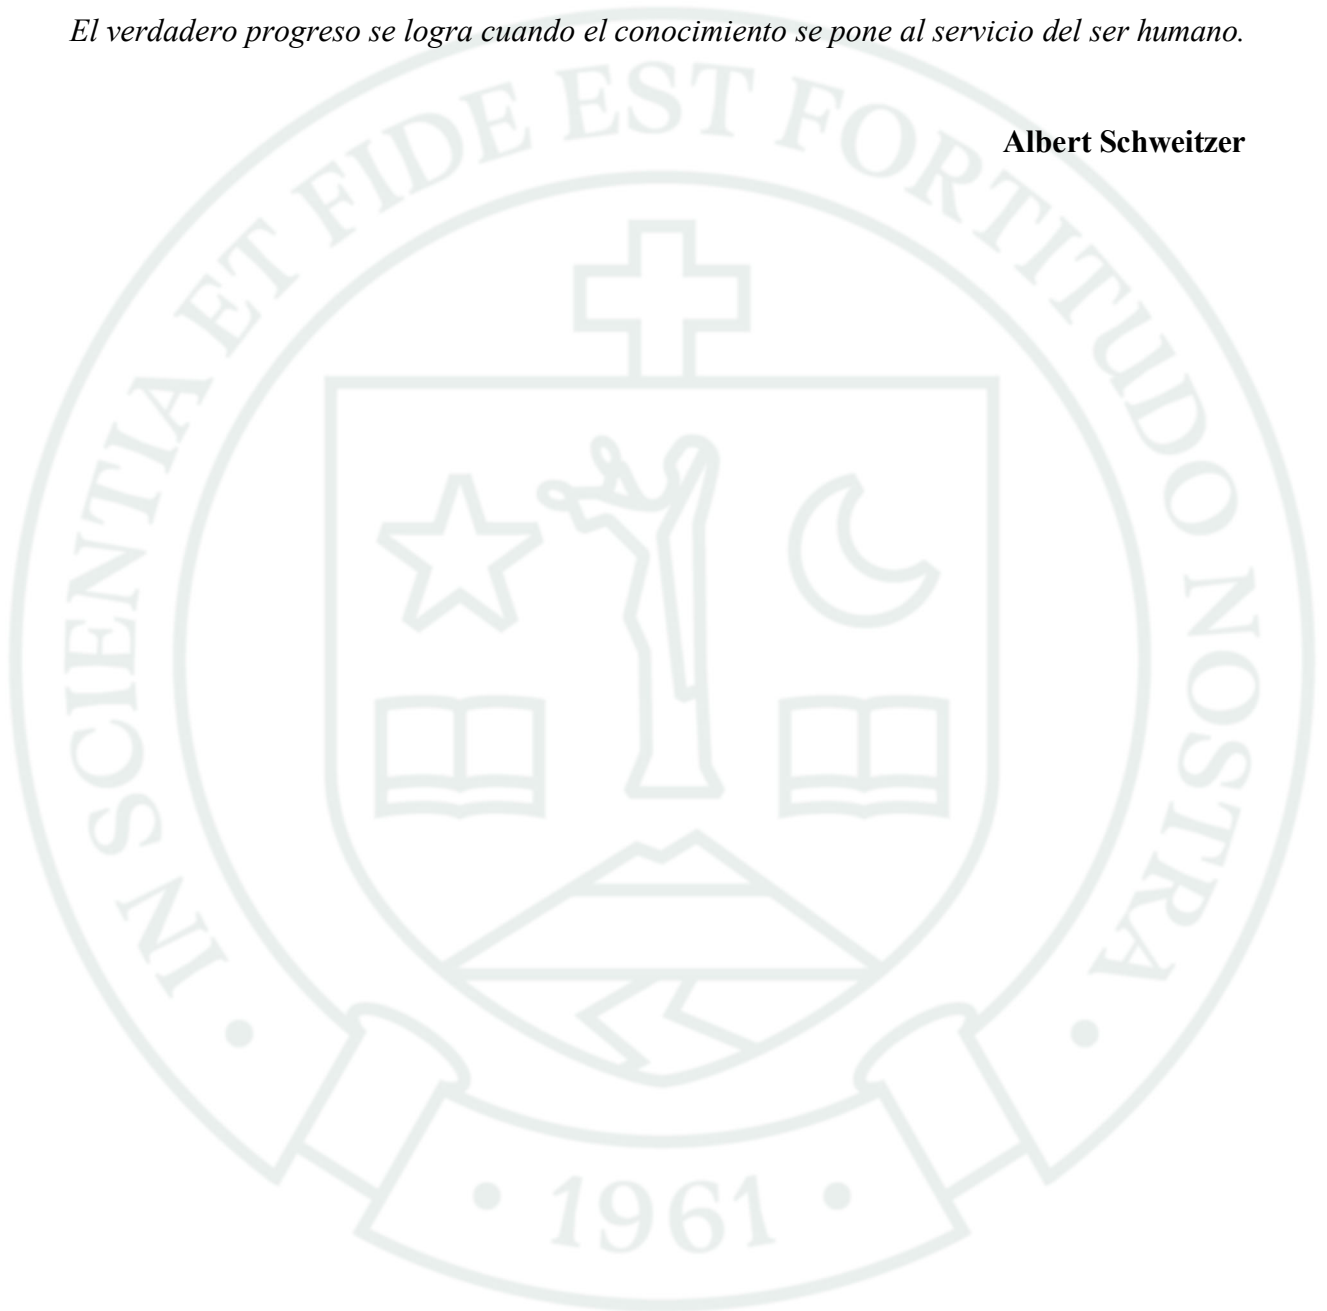 El verdadero progreso se logra cuando el conocimiento se pone al servicio del ser humano.
Albert Schweitzer
IN SCIENTIA ET FIDE EST FORTITUDO NOSTRA
• 1961 •